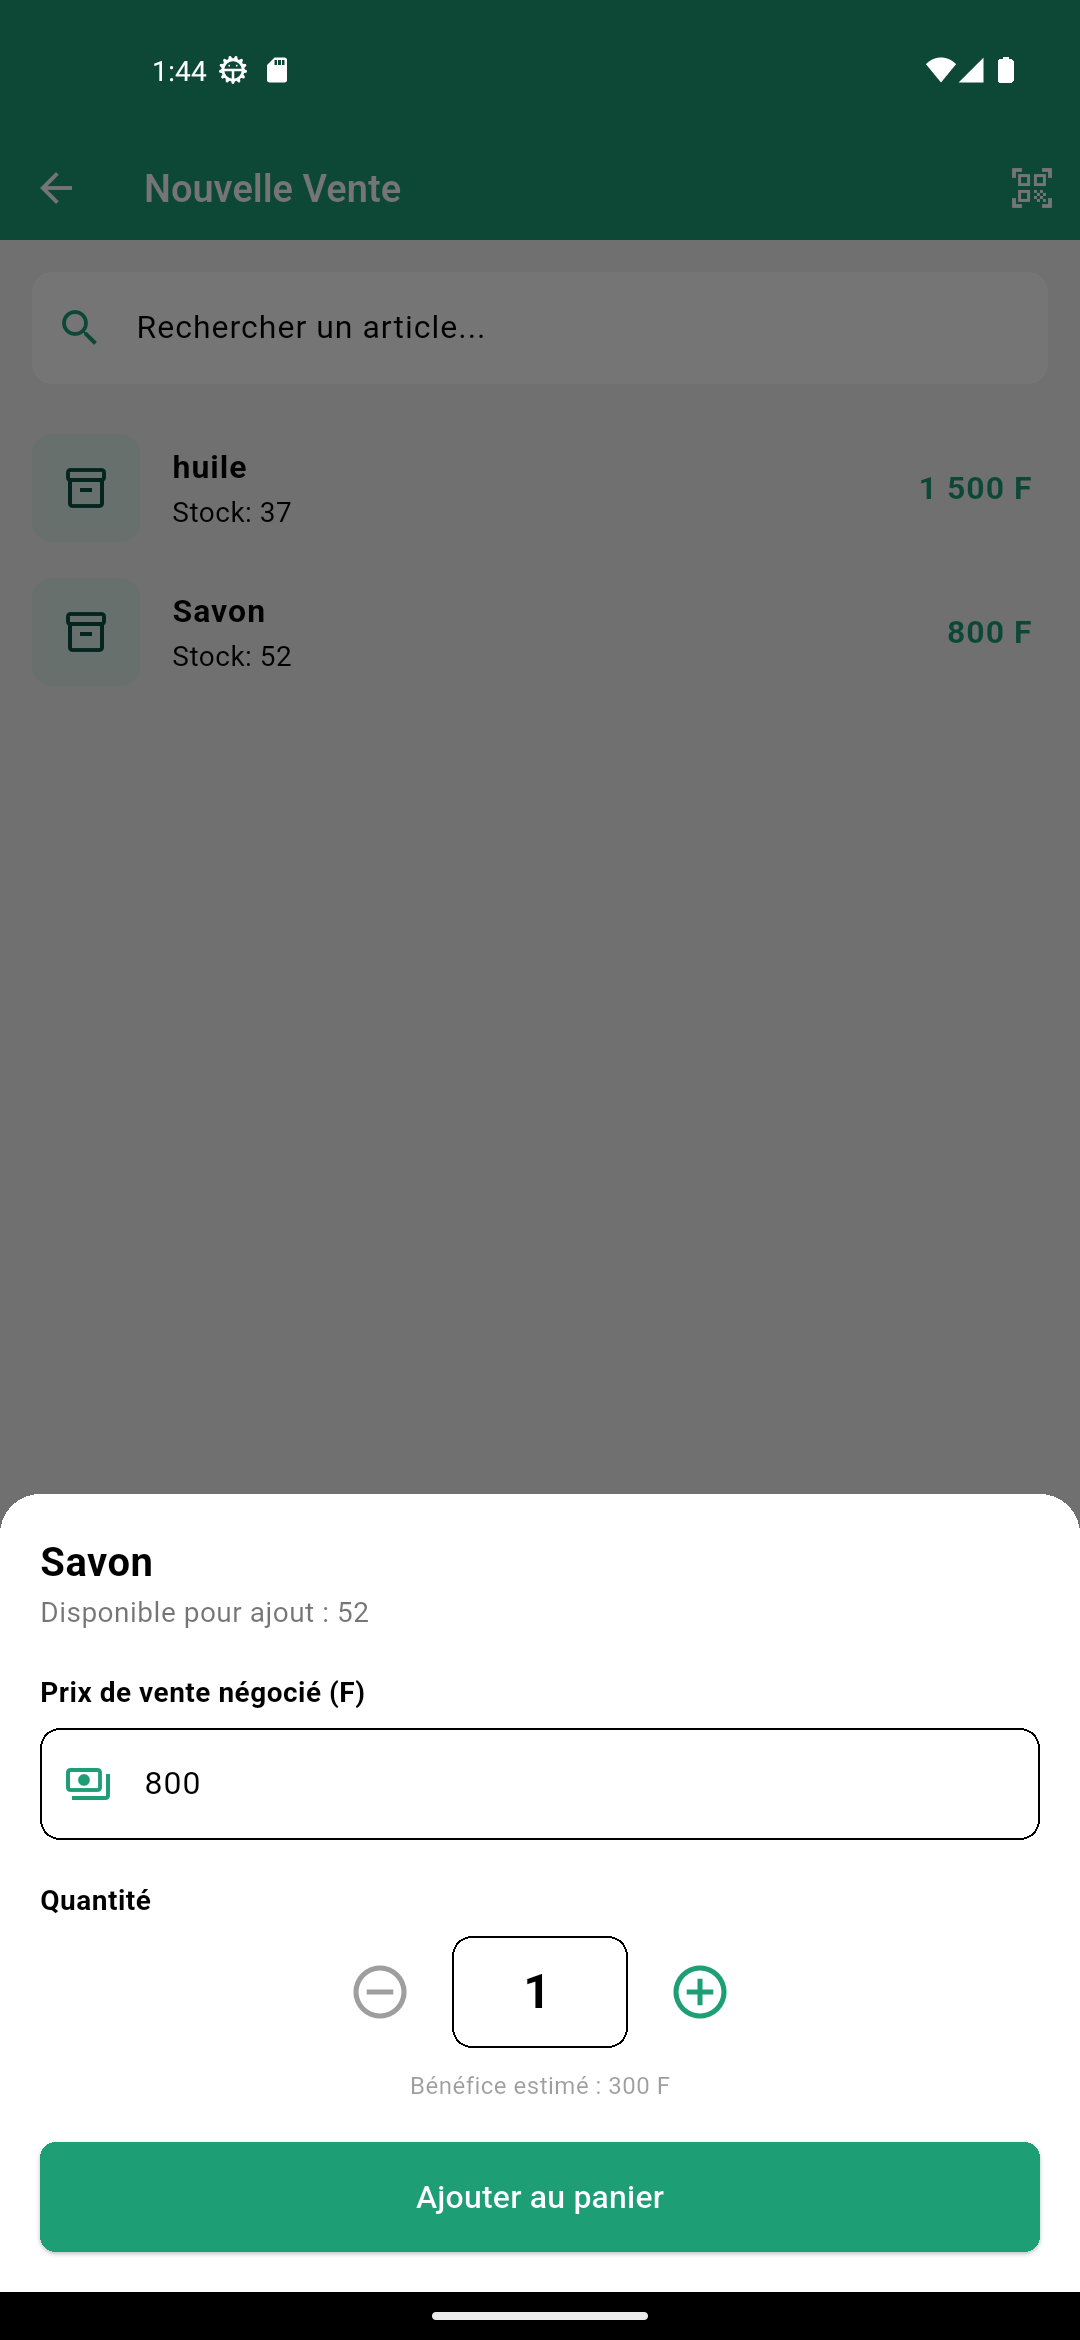 1:44
Nouvelle Vente
Rechercher un article...
huile
Stock: 37
1 500 F
Savon
Stock: 52
800 F
Savon
Disponible pour ajout : 52
Prix de vente négocié (F)
800
Quantité
1
Bénéfice estimé : 300 F
Ajouter au panier